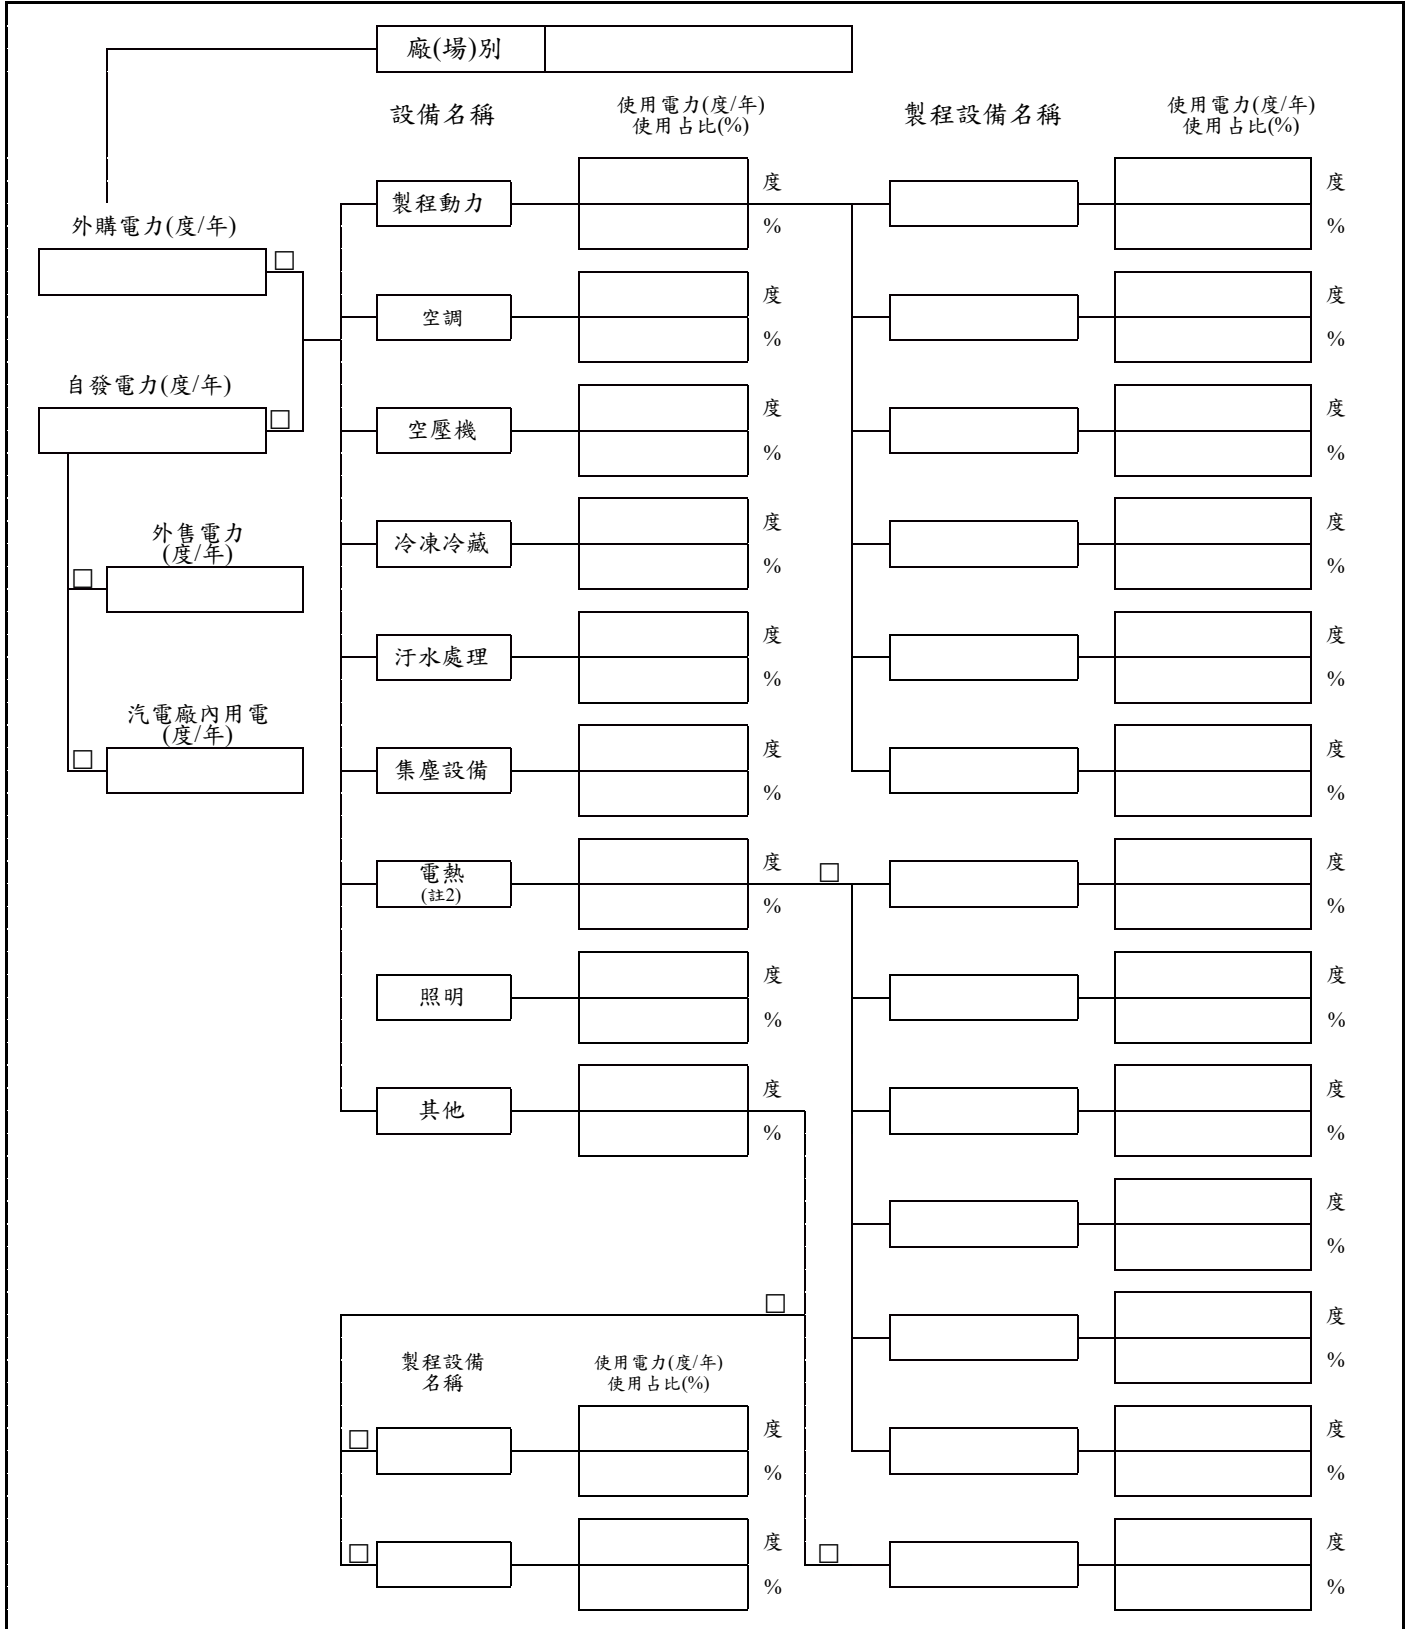 廠(場)別
設備名稱
使用電力(度/年)
使用占比(%)
製程設備名稱
使用電力(度/年)
使用占比(%)
製程動力
度
%
度
%
外購電力(度/年)
□
空調
度
%
度
%
自發電力(度/年)
□
空壓機
度
%
度
%
外售電力
(度/年)
□
冷凍冷藏
度
%
度
%
汙水處理
度
%
度
%
汽電廠內用電
(度/年)
□
集塵設備
度
%
度
%
電熱
(註2)
度
%
□
度
%
照明
度
%
度
%
其他
度
%
度
%
度
%
□
度
%
製程設備
名稱
使用電力(度/年)
使用占比(%)
□
度
%
度
%
□
度
%
□
度
%